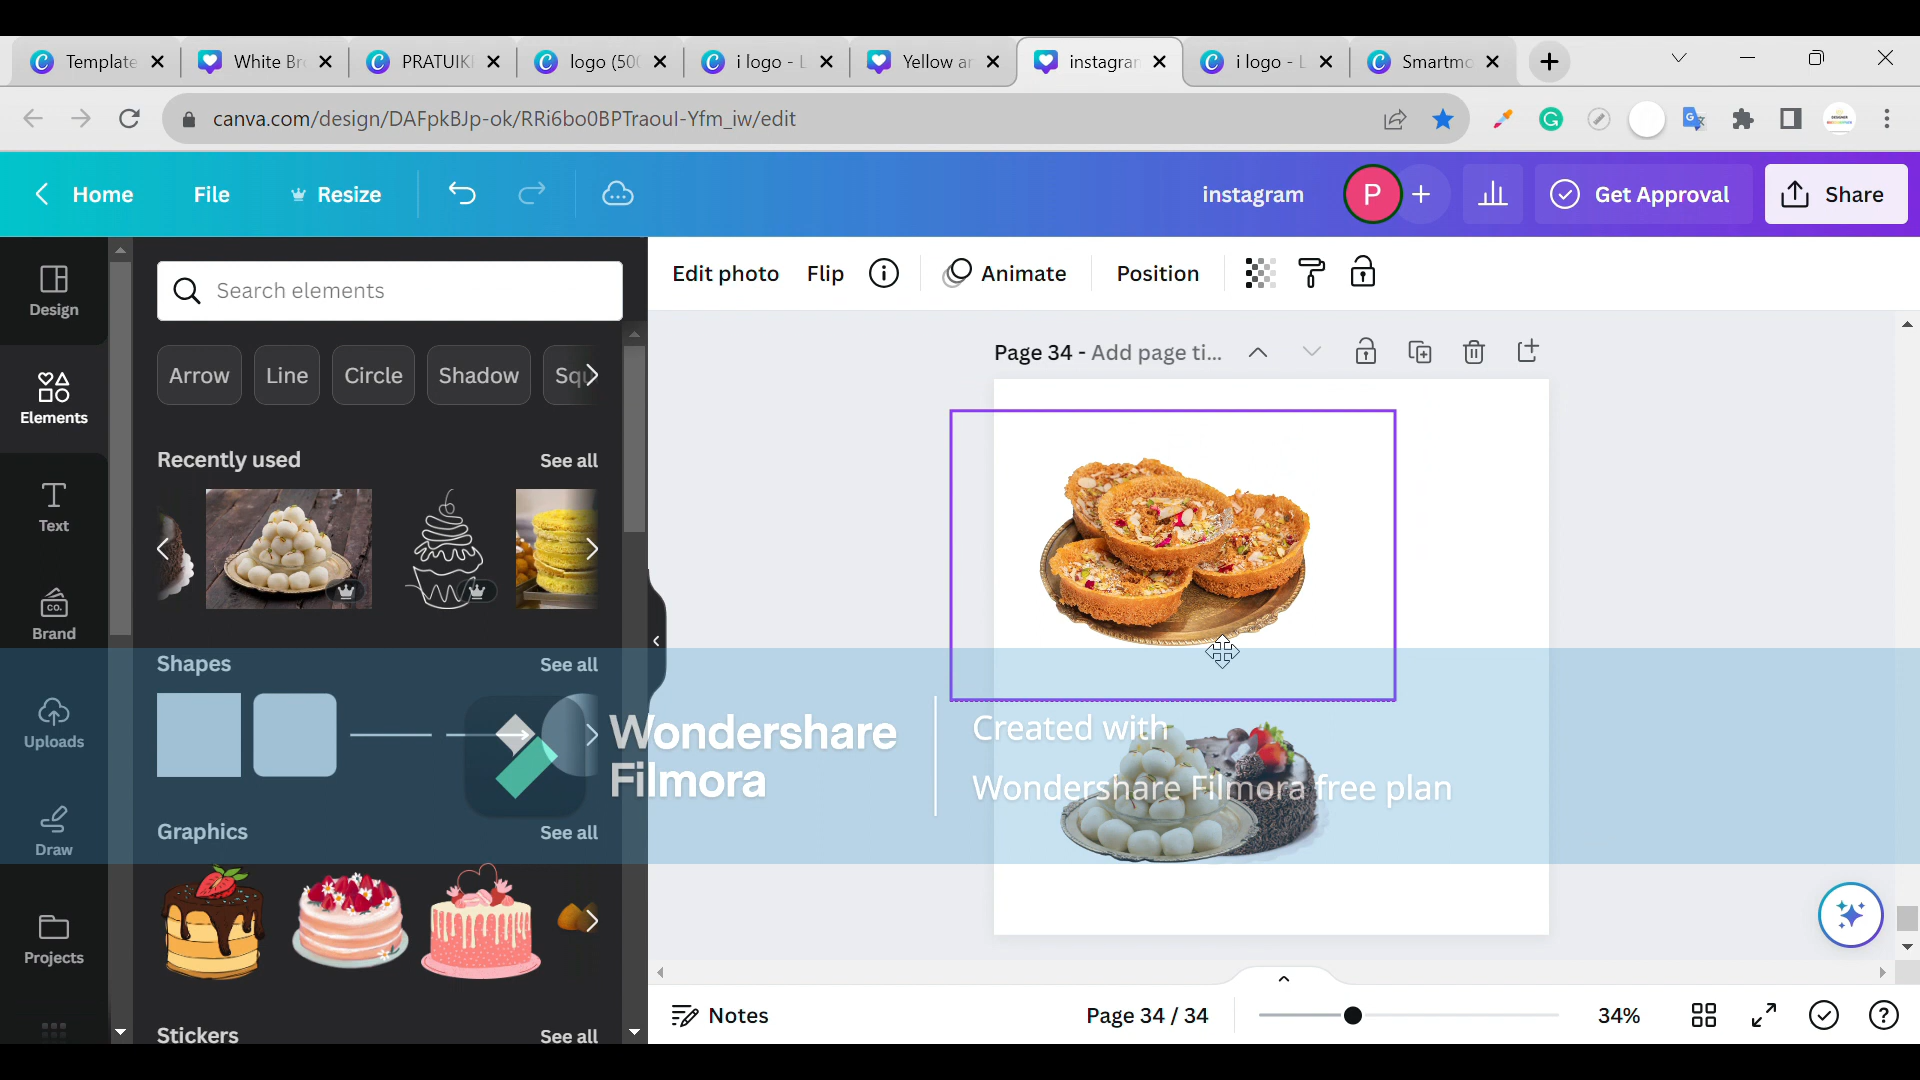 Template
White Br
PRATUIK
logo (50
i logo - L
Yellow ar
instagran
i logo - L
Smartmo
canva.com/design/DAFpkBJp-ok/RRi6bo0BPTraouI-Yfm_iw/edit
Home
File
Resize
instagram
P
Get Approval
Share
Design
Elements
Text
Brand
Uploads
Draw
Projects
Search elements
Arrow
Line
Circle
Shadow
Squ
Recently used
See all
Shapes
See all
Graphics
See all
Stickers
See all
Edit photo
Flip
Animate
Position
Page 34 - Add page ti...
Wondershare
Filmora
Created with
Wondershare Filmora free plan
Notes
Page 34 / 34
34%